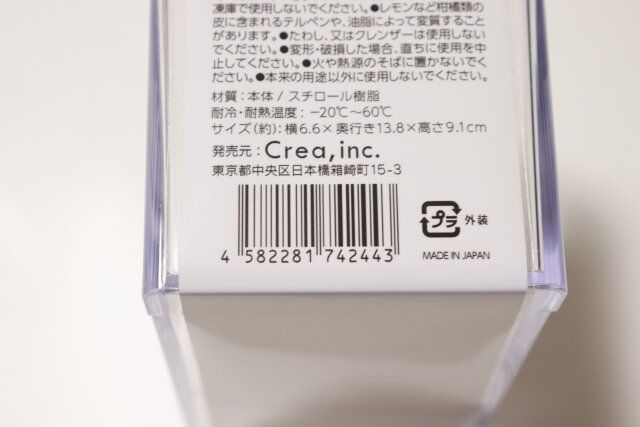 凍庫で使用しないでください。●レモンなど柑橘類の
皮に含まれるテルペンや、油脂によって変質すること
があります。●たわし、又はクレンザーは使用しない
でください。●変形・破損した場合、直ちに使用を中
止してください。●火や熱源のそばに置かないでくだ
さい。●本来の用途以外に使用しないでください。
材質：本体 / スチロール樹脂
耐冷・耐熱温度：−20℃〜60℃
サイズ(約)：横6.6×奥行き13.8×高さ9.1cm
発売元：Crea,inc.
東京都中央区日本橋箱崎町15-3
4 582281 742443
プラ 外装
MADE IN JAPAN